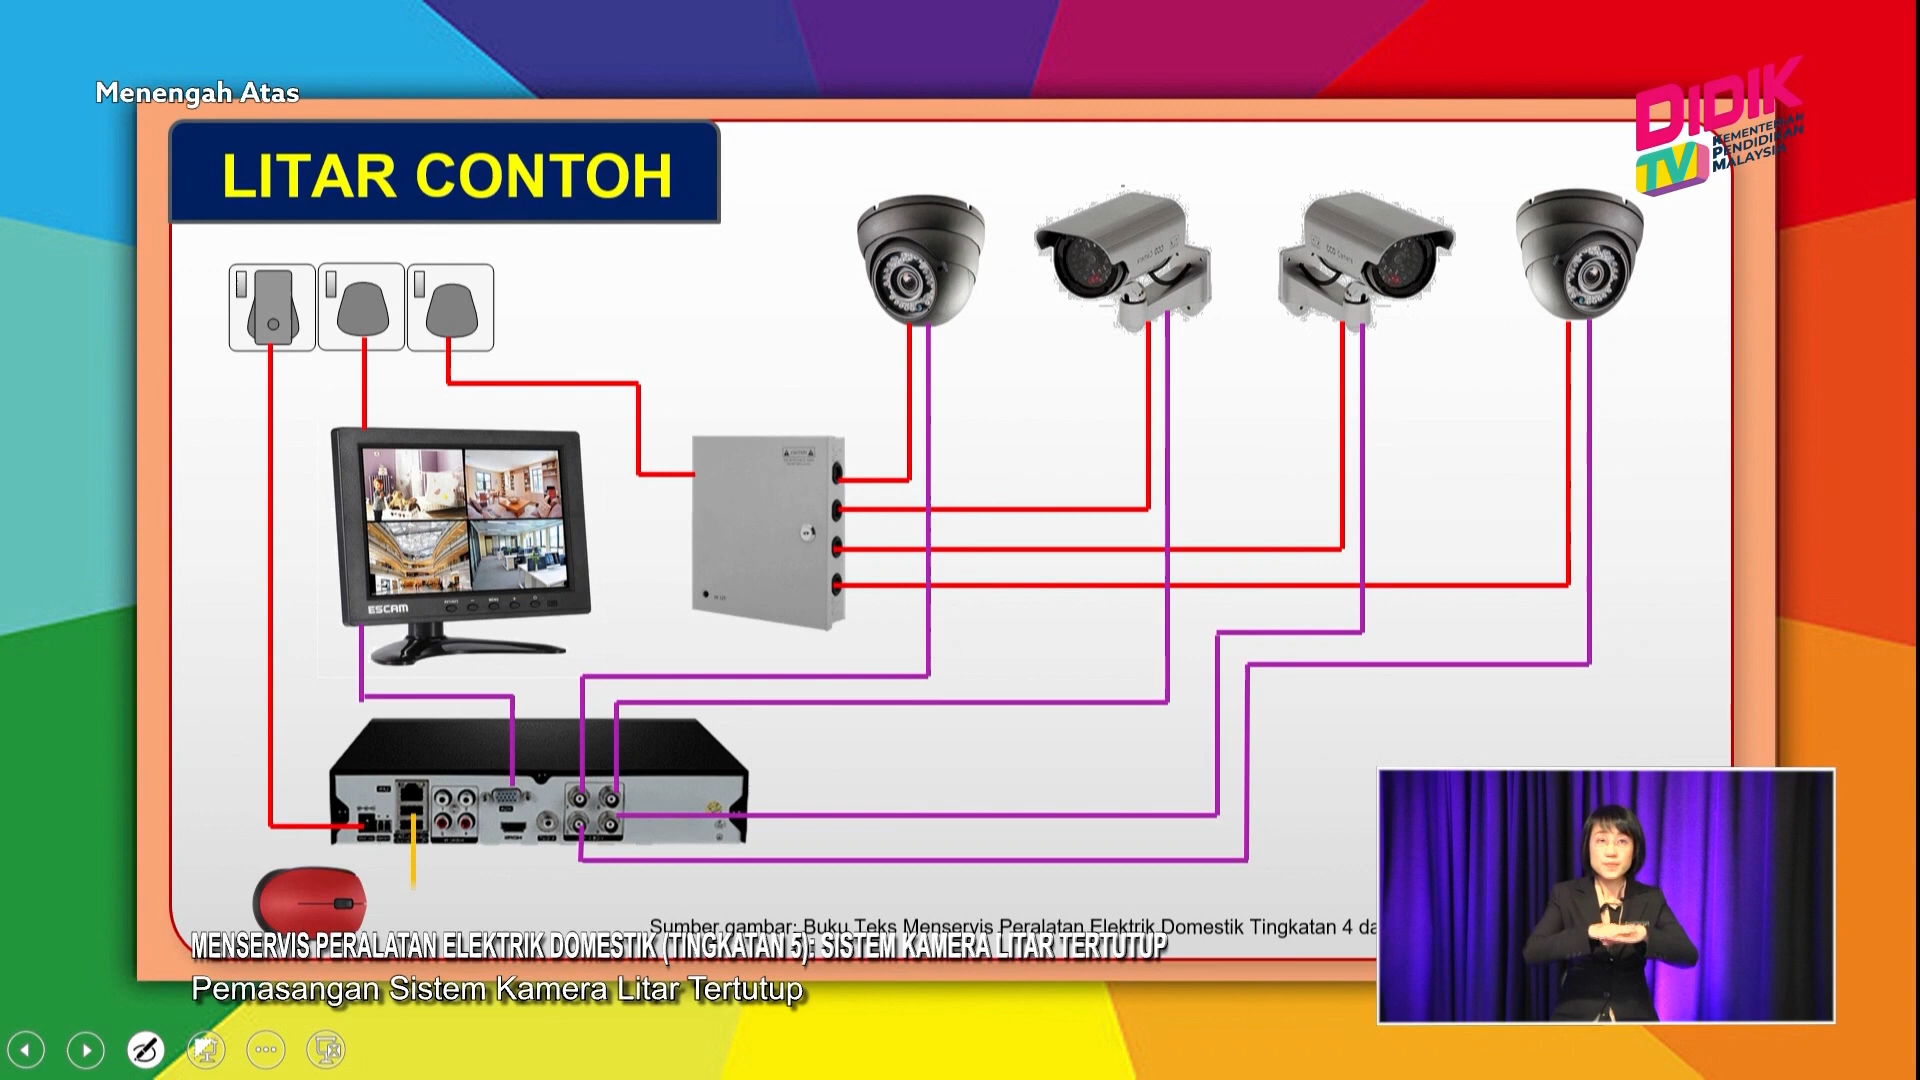 Menengah Atas
DIDIK
TV
KEMENTERIAN
PENDIDIKAN
MALAYSIA
LITAR CONTOH
ESCAM
Sumber gambar: Buku Teks Menservis Peralatan Elektrik Domestik Tingkatan 4 da
MENSERVIS PERALATAN ELEKTRIK DOMESTIK (TINGKATAN 5): SISTEM KAMERA LITAR TERTUTUP
Pemasangan Sistem Kamera Litar Tertutup